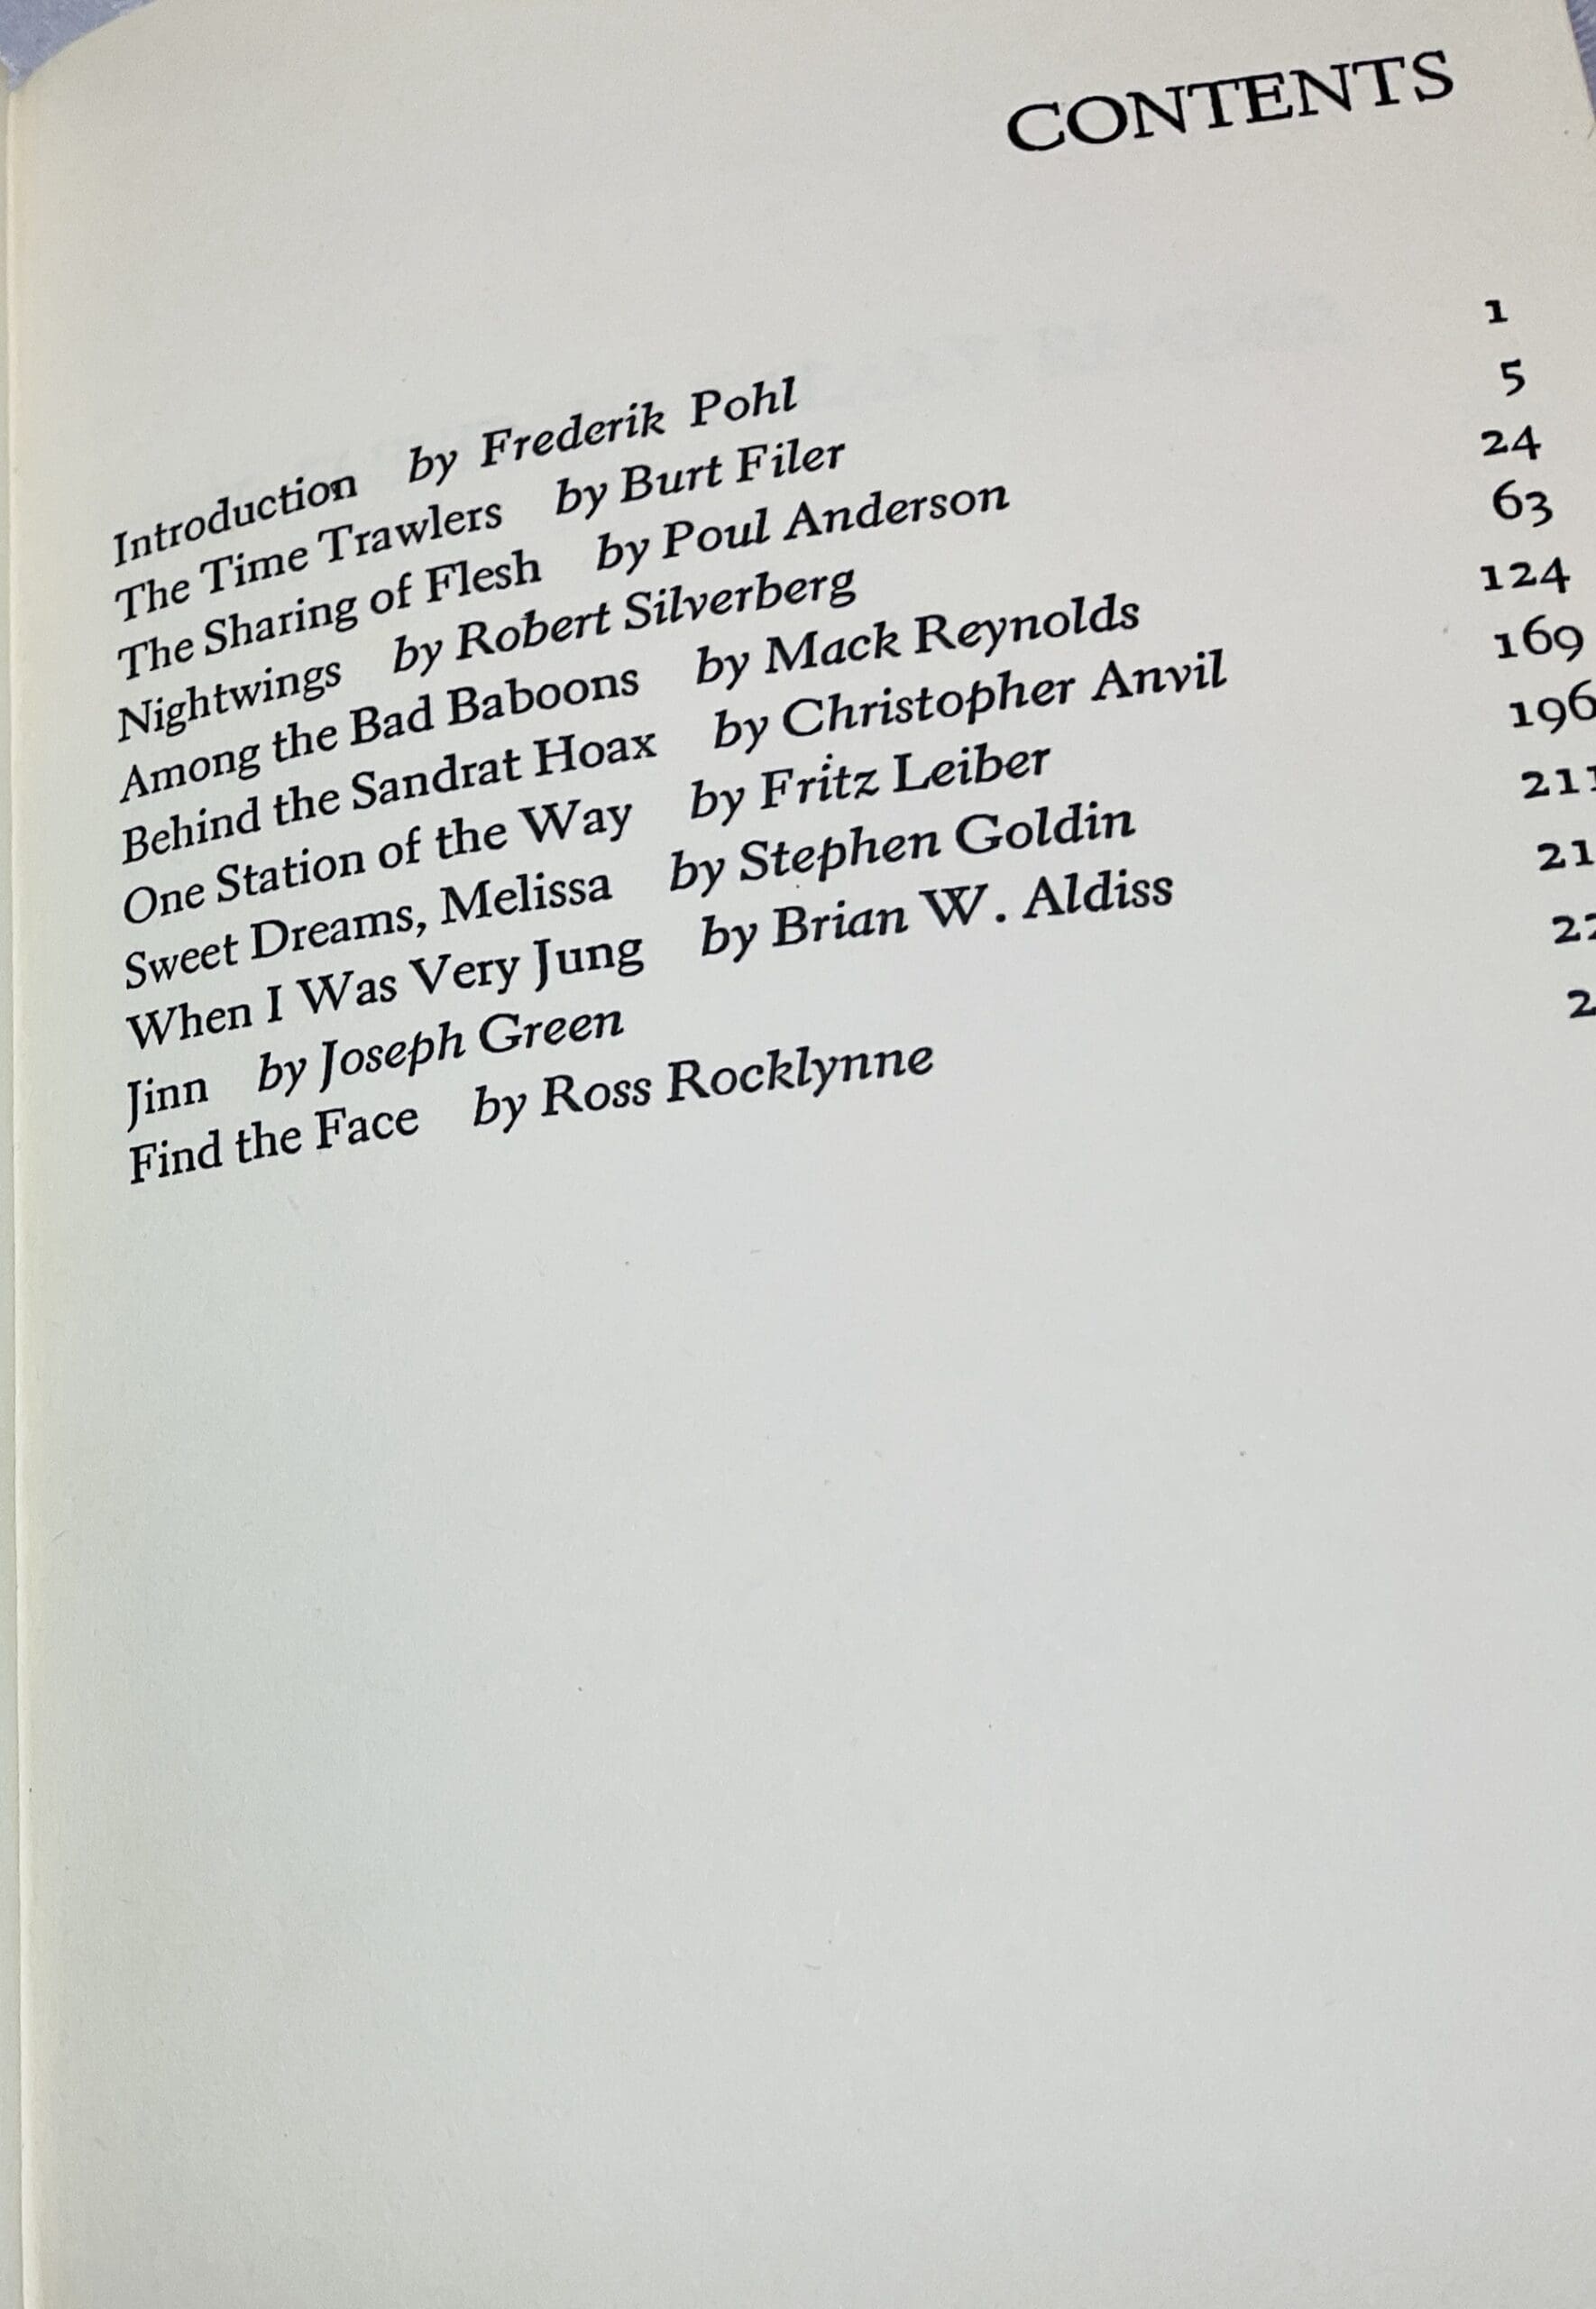 CONTENTS
Introduction by Frederik Pohl 1
The Time Trawlers by Burt Filer 5
The Sharing of Flesh by Poul Anderson 24
Nightwings by Robert Silverberg 63
Among the Bad Baboons by Mack Reynolds 124
Behind the Sandrat Hoax by Christopher Anvil 169
One Station of the Way by Fritz Leiber 196
Sweet Dreams, Melissa by Stephen Goldin 211
When I Was Very Jung by Brian W. Aldiss
Jinn by Joseph Green
Find the Face by Ross Rocklynne